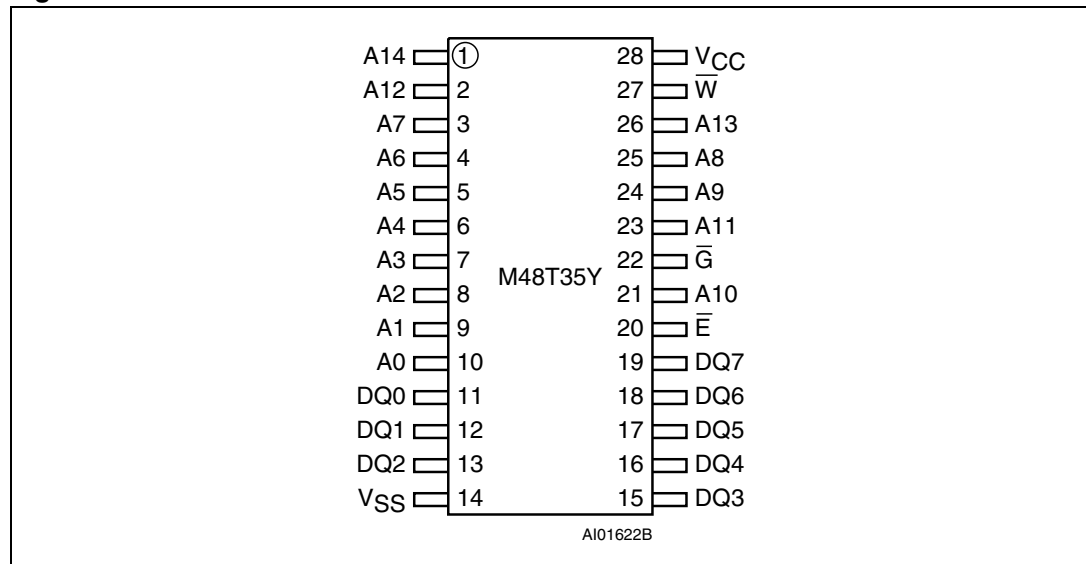 A14 1 28 VCC
A12 2 27 W̅
A7 3 26 A13
A6 4 25 A8
A5 5 24 A9
A4 6 23 A11
A3 7 22 G̅
M48T35Y
A2 8 21 A10
A1 9 20 E̅
A0 10 19 DQ7
DQ0 11 18 DQ6
DQ1 12 17 DQ5
DQ2 13 16 DQ4
VSS 14 15 DQ3
AI01622B